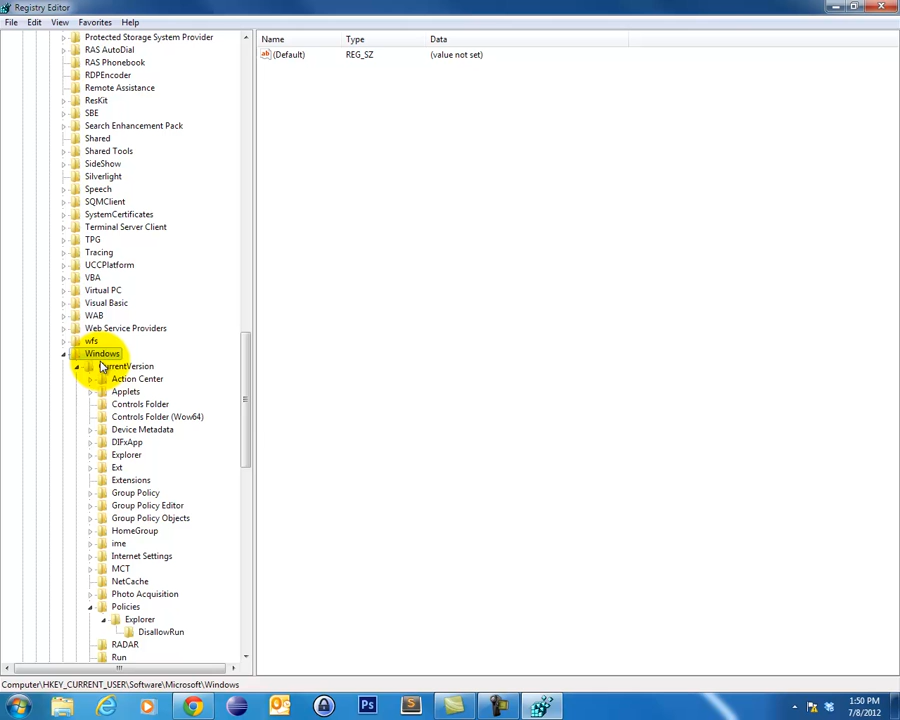 Registry Editor
File Edit View Favorites Help
Name Type Data
(Default) REG_SZ (value not set)
Protected Storage System Provider
RAS AutoDial
RAS Phonebook
RDPEncoder
Remote Assistance
ResKit
SBE
Search Enhancement Pack
Shared
Shared Tools
SideShow
Silverlight
Speech
SQMClient
SystemCertificates
Terminal Server Client
TPG
Tracing
UCCPlatform
VBA
Virtual PC
Visual Basic
WAB
Web Service Providers
wfs
Windows
CurrentVersion
Action Center
Applets
Controls Folder
Controls Folder (Wow64)
Device Metadata
DIFxApp
Explorer
Ext
Extensions
Group Policy
Group Policy Editor
Group Policy Objects
HomeGroup
ime
Internet Settings
MCT
NetCache
Photo Acquisition
Policies
Explorer
DisallowRun
RADAR
Run
Computer\HKEY_CURRENT_USER\Software\Microsoft\Windows
Ps
S
1:50 PM
7/8/2012